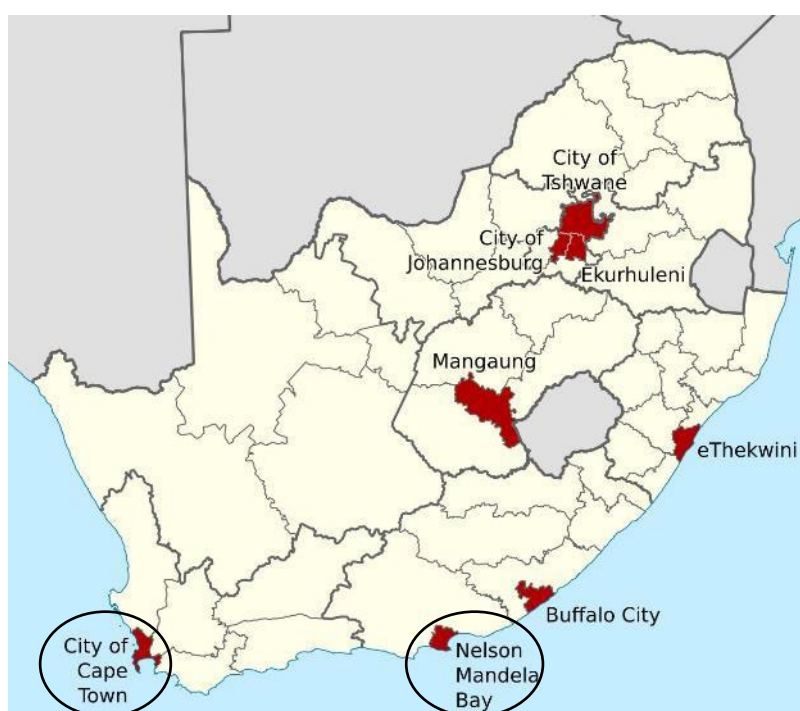 City of
Tshwane
City of
Johannesburg
Ekurhuleni
Mangaung
eThekwini
Buffalo City
City of
Cape
Town
Nelson
Mandela
Bay